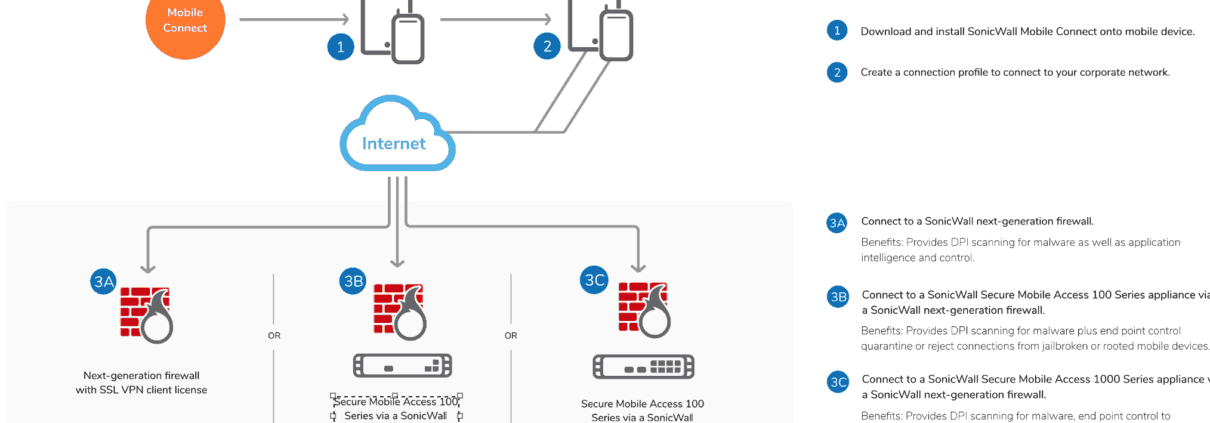 Mobile
Connect
1
2
Internet
3A
Next-generation firewall
with SSL VPN client license
OR
3B
Secure Mobile Access 100
Series via a SonicWall
OR
3C
Secure Mobile Access 100
Series via a SonicWall
1 Download and install SonicWall Mobile Connect onto mobile device.
2 Create a connection profile to connect to your corporate network.
3A Connect to a SonicWall next-generation firewall.
Benefits: Provides DPI scanning for malware as well as application
intelligence and control.
3B Connect to a SonicWall Secure Mobile Access 100 Series appliance via
a SonicWall next-generation firewall.
Benefits: Provides DPI scanning for malware plus end point control
quarantine or reject connections from jailbroken or rooted mobile devices.
3C Connect to a SonicWall Secure Mobile Access 1000 Series appliance
a SonicWall next-generation firewall.
Benefits: Provides DPI scanning for malware, end point control to